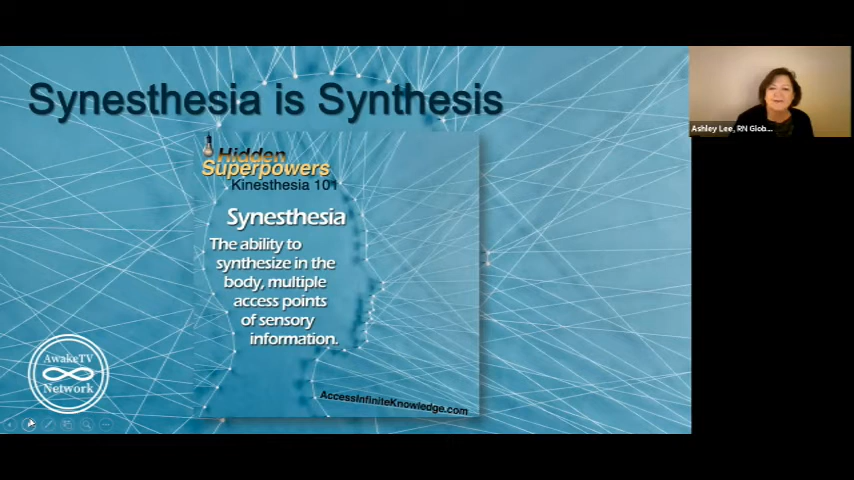 Synesthesia is Synthesis
Hidden
Superpowers
Kinesthesia 101
Synesthesia
The ability to
synthesize in the
body, multiple
access points
of sensory
information.
AccessInfiniteKnowledge.com
AwakeTV
Network
Ashley Lee, RN Glob...